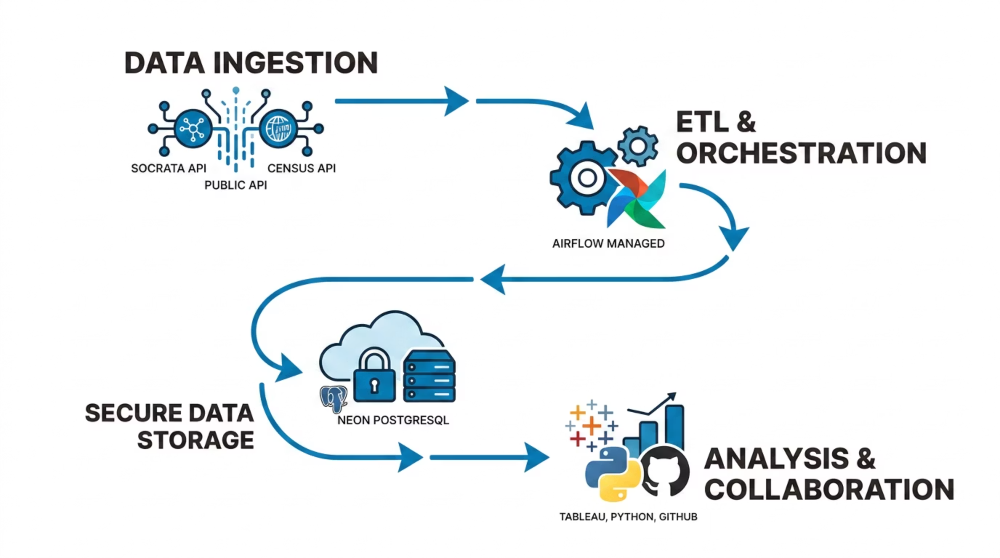 DATA INGESTION
SOCRATA API
CENSUS API
PUBLIC API
ETL &
ORCHESTRATION
AIRFLOW MANAGED
NEON POSTGRESQL
SECURE DATA
STORAGE
ANALYSIS &
COLLABORATION
TABLEAU, PYTHON, GITHUB